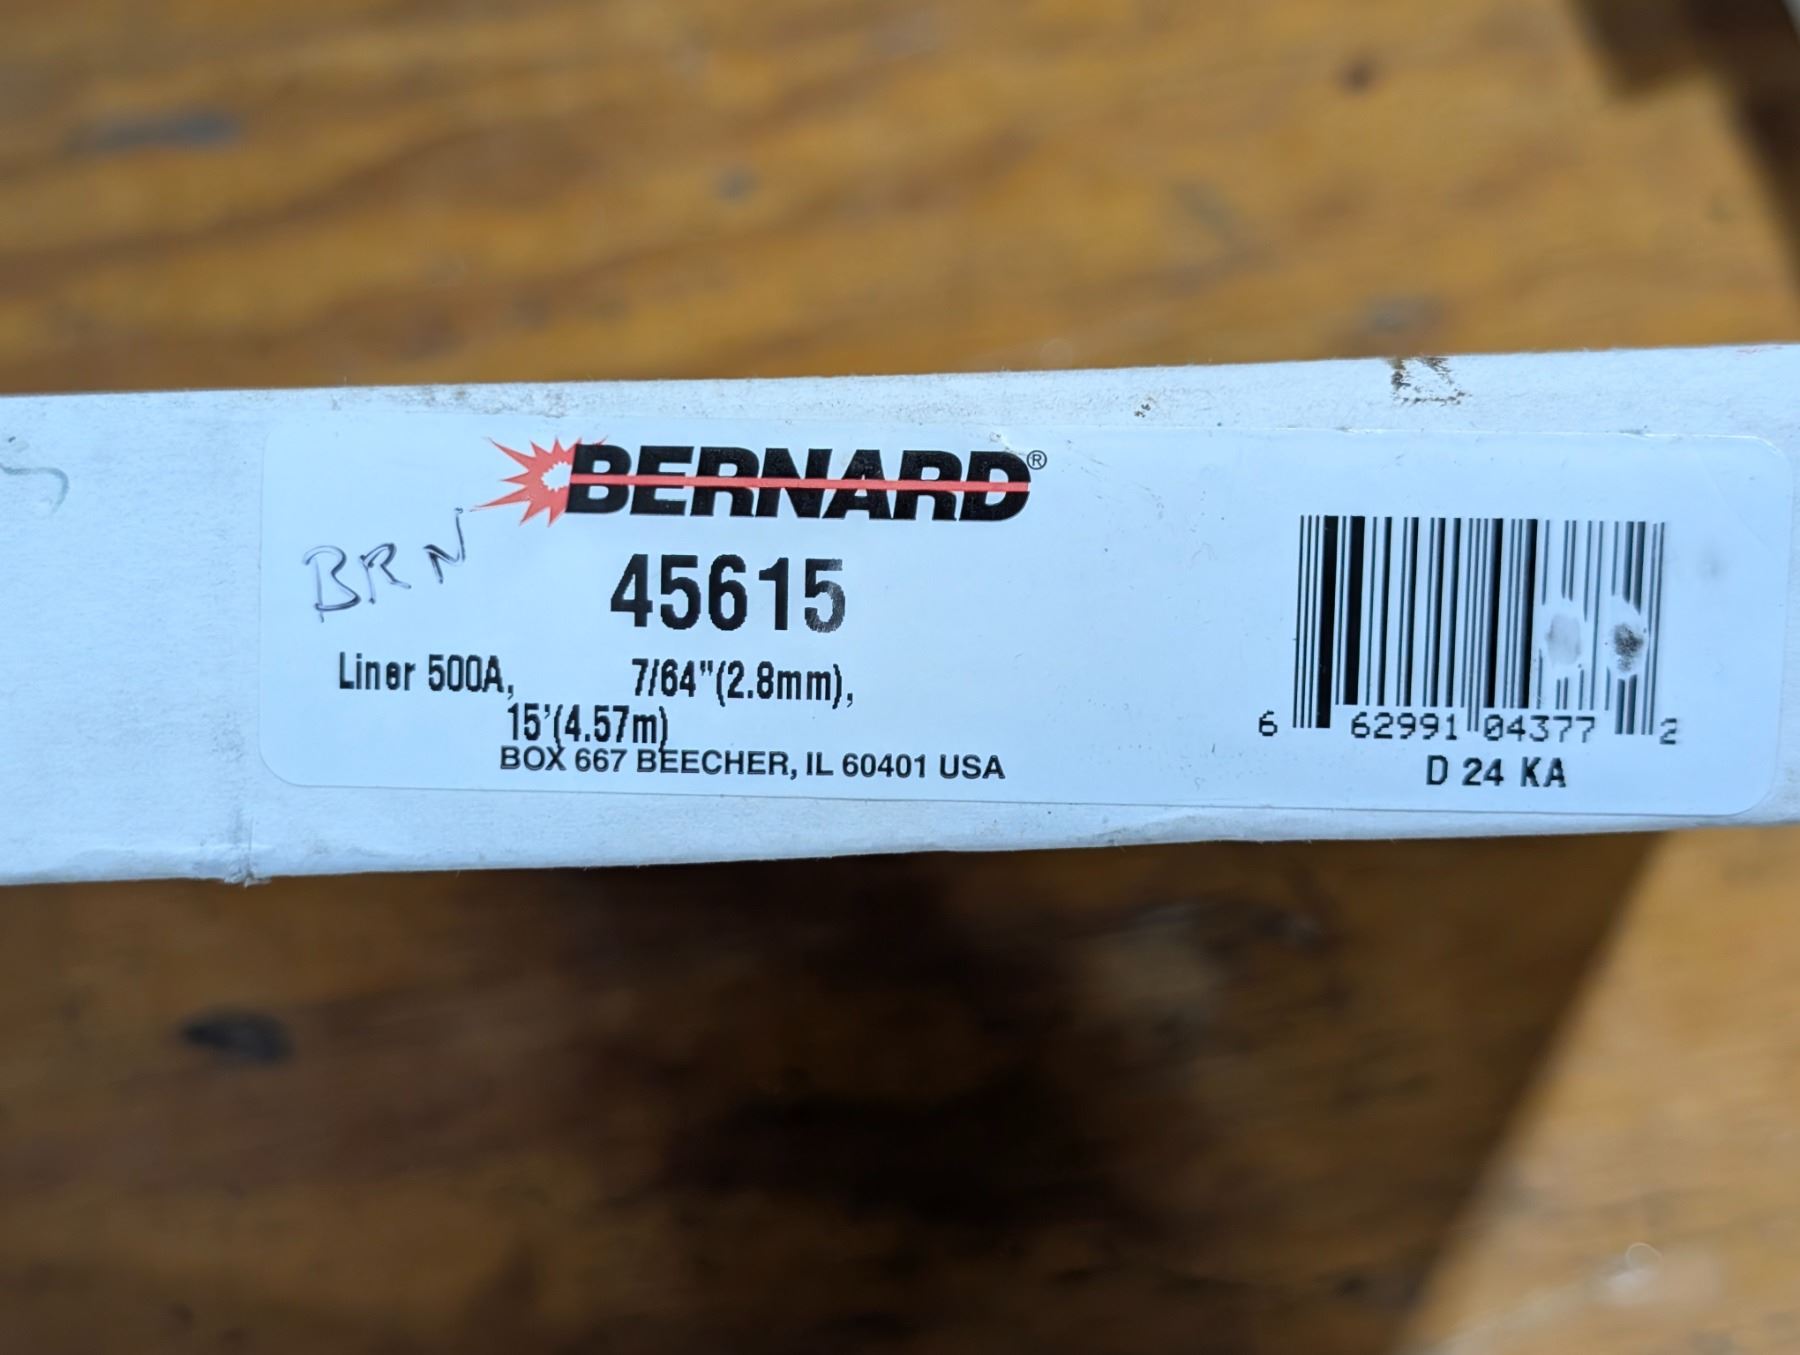 BERNARD®
BRN
45615
Liner 500A, 7/64"(2.8mm),
15'(4.57m)
BOX 667 BEECHER, IL 60401 USA
6 62991 04377 2
D 24 KA